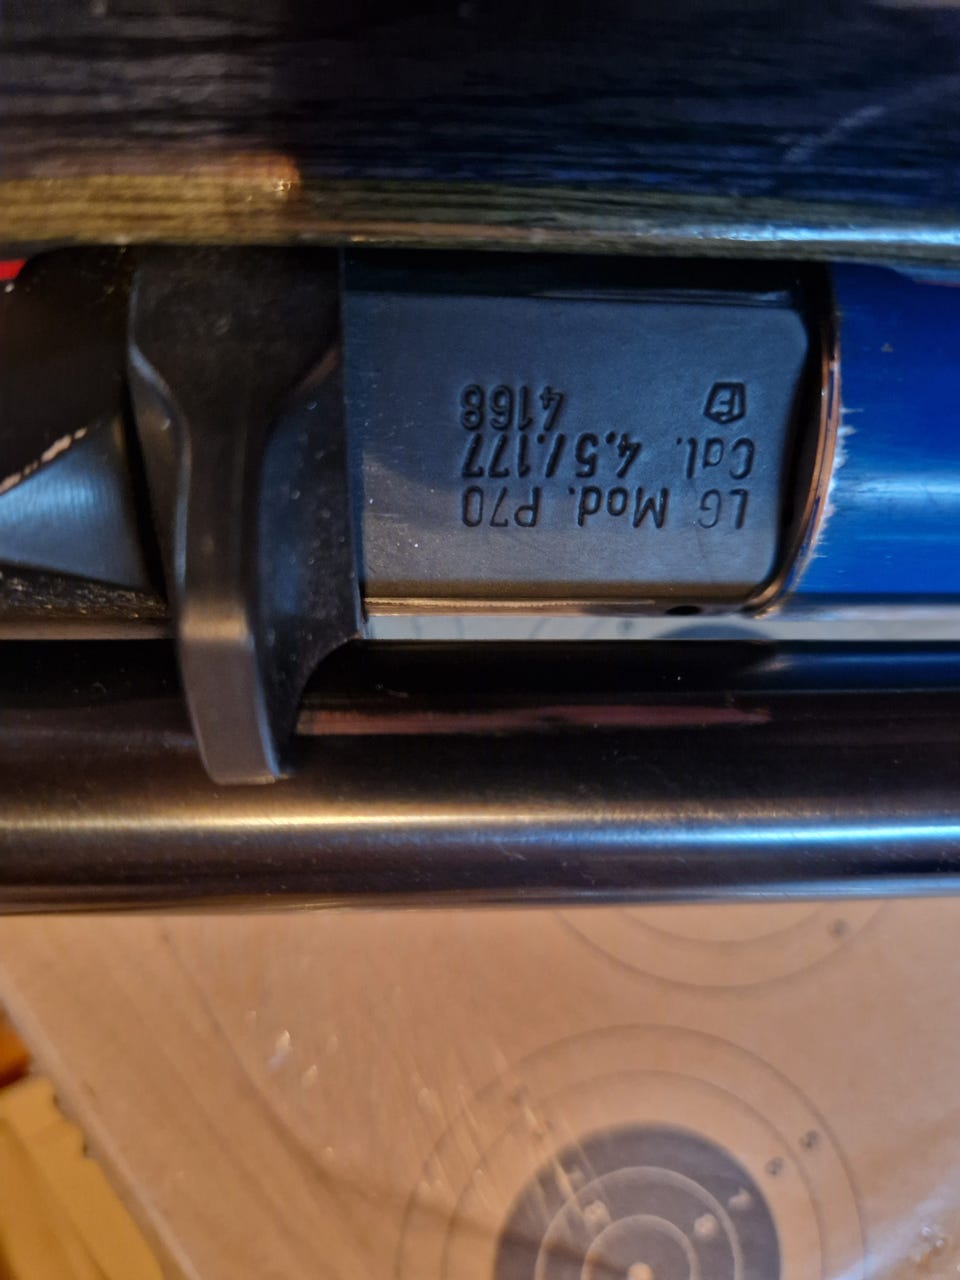 LG Mod. P70
Cal. 4,5/.177
F 4168